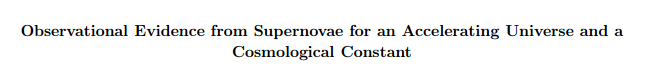 Observational Evidence from Supernovae for an Accelerating Universe and a
Cosmological Constant